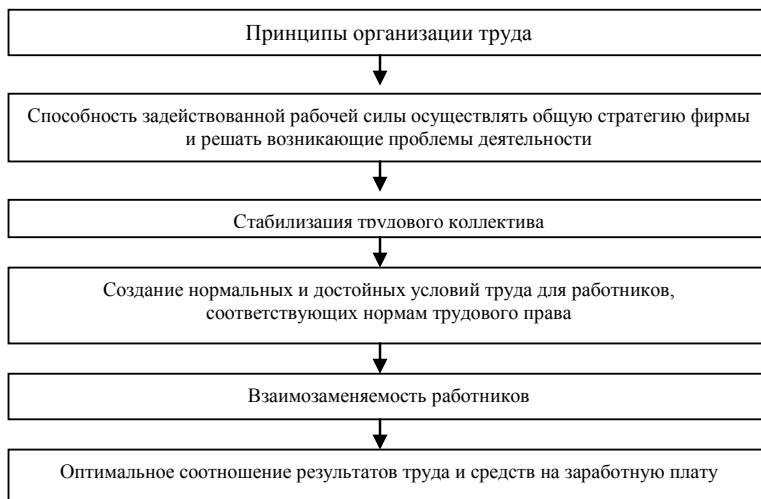 Принципы организации труда
Способность задействованной рабочей силы осуществлять общую стратегию фирмы
и решать возникающие проблемы деятельности
Стабилизация трудового коллектива
Создание нормальных и достойных условий труда для работников,
соответствующих нормам трудового права
Взаимозаменяемость работников
Оптимальное соотношение результатов труда и средств на заработную плату